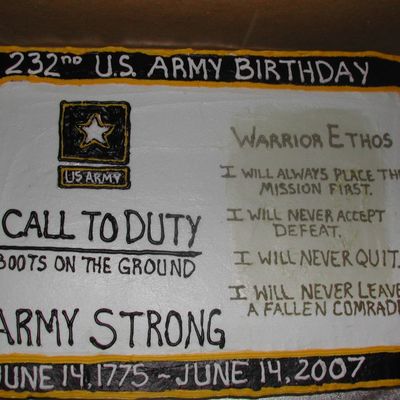 232ND U.S. ARMY BIRTHDAY
US ARMY
CALL TO DUTY
BOOTS ON THE GROUND
ARMY STRONG
WARRIOR ETHOS
I WILL ALWAYS PLACE THE
MISSION FIRST.
I WILL NEVER ACCEPT
DEFEAT.
I WILL NEVER QUIT.
I WILL NEVER LEAVE
A FALLEN COMRADE
JUNE 14, 1775 ~ JUNE 14, 2007